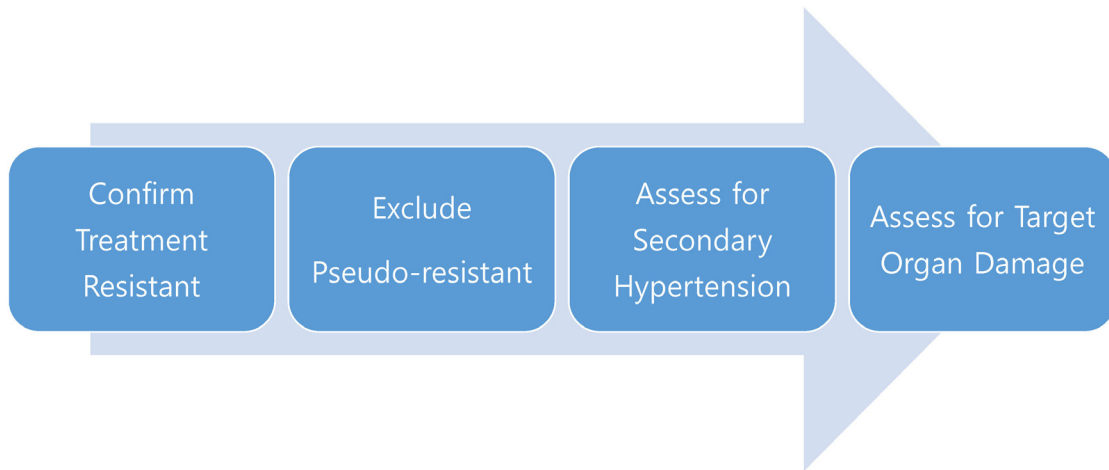 Confirm
Treatment
Resistant
Exclude
Pseudo-resistant
Assess for
Secondary
Hypertension
Assess for Target
Organ Damage